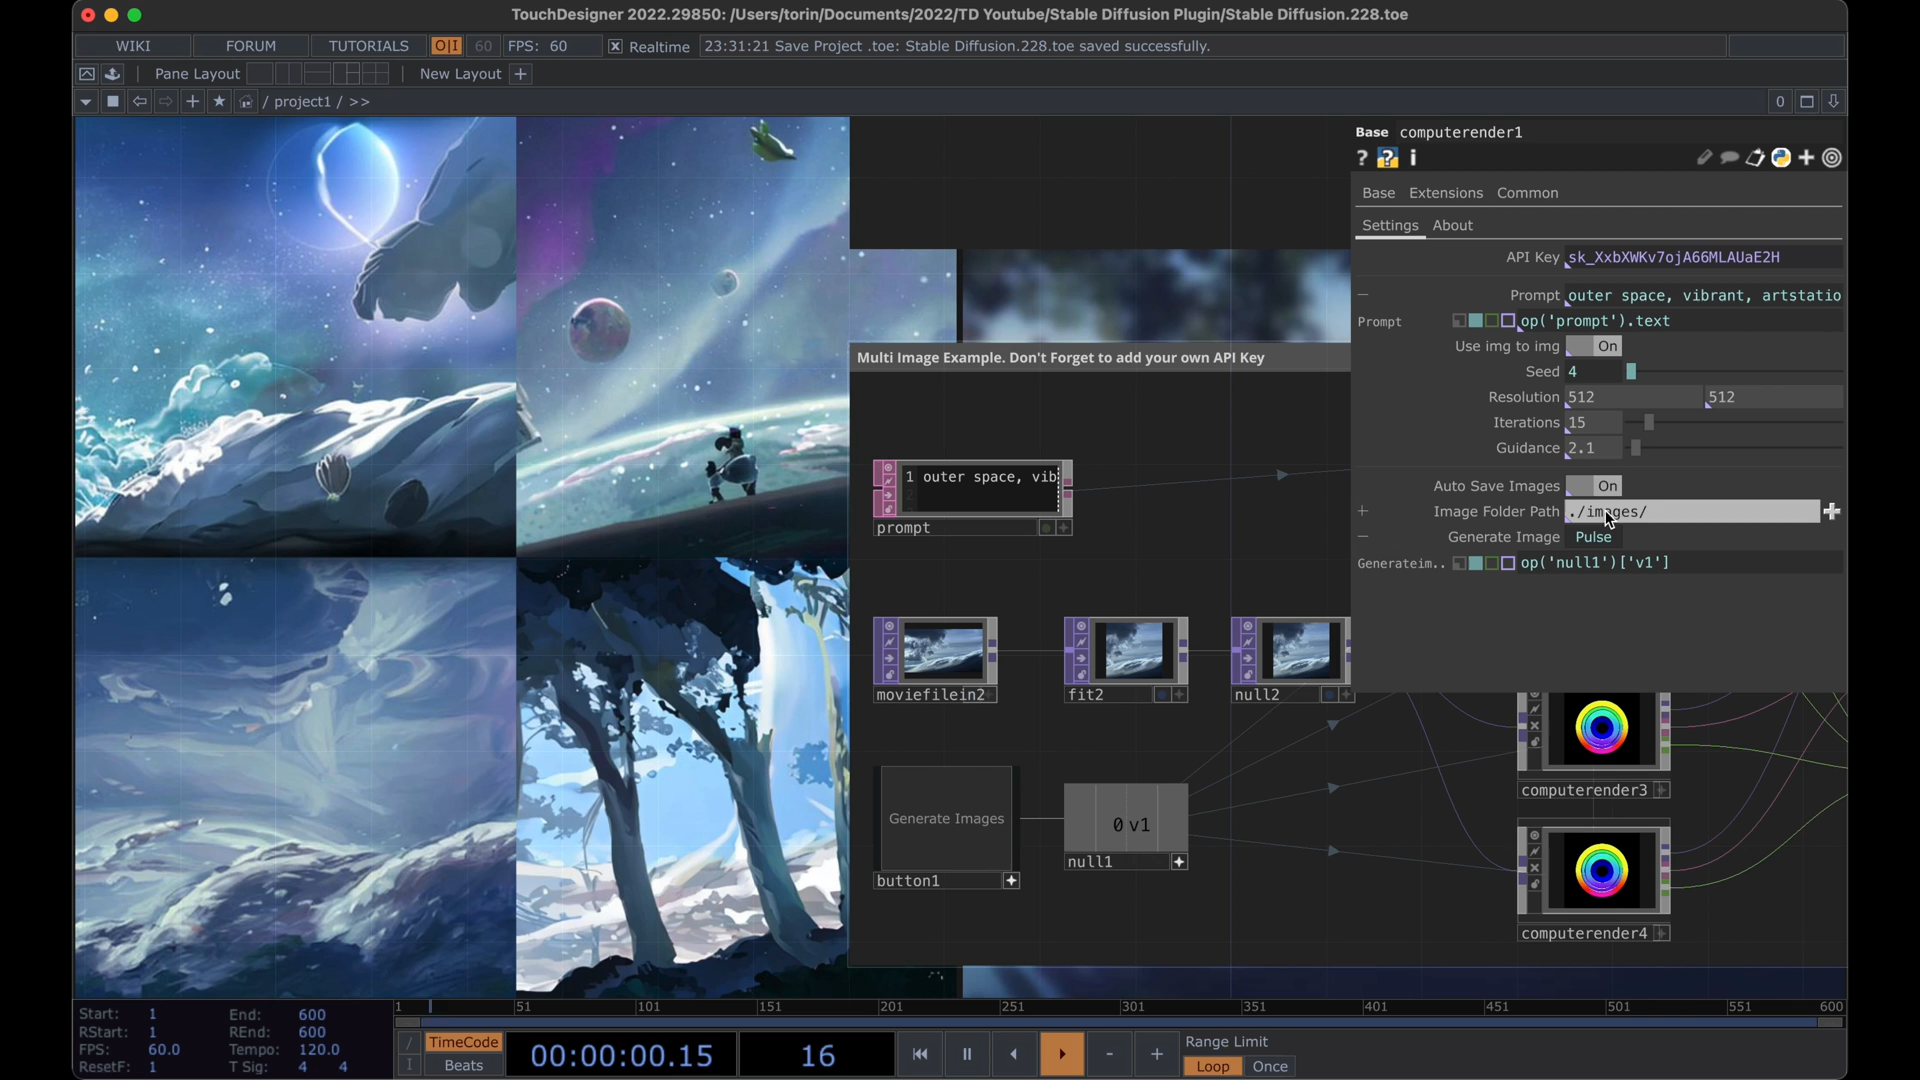 TouchDesigner 2022.29850: /Users/torin/Documents/2022/TD Youtube/Stable Diffusion Plugin/Stable Diffusion.228.toe
WIKI FORUM TUTORIALS O|I 60 FPS: 60 Realtime 23:31:21 Save Project .toe: Stable Diffusion.228.toe saved successfully.
Pane Layout New Layout +
/ project1 / >> 0
Base computerender1
? ? i
Base Extensions Common
Settings About
API Key sk_XxbXWKv7ojA66MLAUaE2H
Prompt outer space, vibrant, artstatio
Prompt op('prompt').text
Use img to img On
Seed 4
Resolution 512 512
Iterations 15
Guidance 2.1
Auto Save Images On
Image Folder Path ./images/
Generate Image Pulse
Generateim.. op('null1')['v1']
Multi Image Example. Don't Forget to add your own API Key
1 outer space, vib
2
prompt
moviefilein2 fit2 null2
Generate Images
0 v1
button1
null1
computerender3
computerender4
1 51 101 151 201 251 301 351 401 451 501 551 600
Start: 1 End: 600
RStart: 1 REnd: 600
FPS: 60.0 Tempo: 120.0
ResetF: 1 T Sig: 4 4
/
I
TimeCode
Beats
00:00:00.15 16
- +
Range Limit
Loop Once